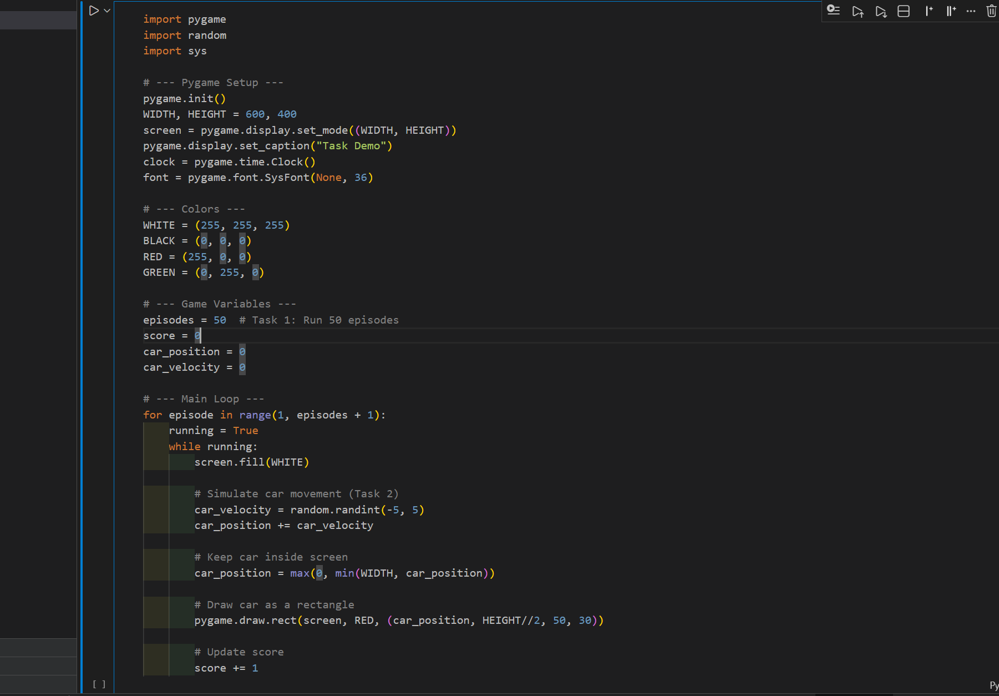 import pygame
import random
import sys

# --- Pygame Setup ---
pygame.init()
WIDTH, HEIGHT = 600, 400
screen = pygame.display.set_mode((WIDTH, HEIGHT))
pygame.display.set_caption("Task Demo")
clock = pygame.time.Clock()
font = pygame.font.SysFont(None, 36)

# --- Colors ---
WHITE = (255, 255, 255)
BLACK = (0, 0, 0)
RED = (255, 0, 0)
GREEN = (0, 255, 0)

# --- Game Variables ---
episodes = 50  # Task 1: Run 50 episodes
score = 0
car_position = 0
car_velocity = 0

# --- Main Loop ---
for episode in range(1, episodes + 1):
    running = True
    while running:
        screen.fill(WHITE)

        # Simulate car movement (Task 2)
        car_velocity = random.randint(-5, 5)
        car_position += car_velocity

        # Keep car inside screen
        car_position = max(0, min(WIDTH, car_position))

        # Draw car as a rectangle
        pygame.draw.rect(screen, RED, (car_position, HEIGHT//2, 50, 30))

        # Update score
        score += 1
[ ]
Py